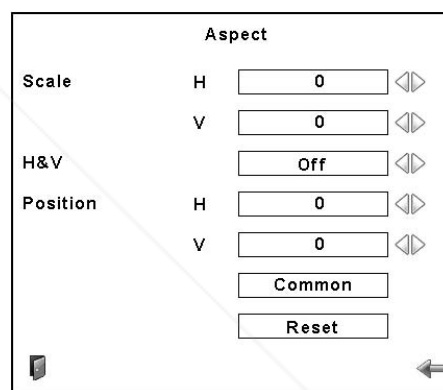 Aspect
Scale H 0
V 0
H&V Off
Position H 0
V 0
Common
Reset